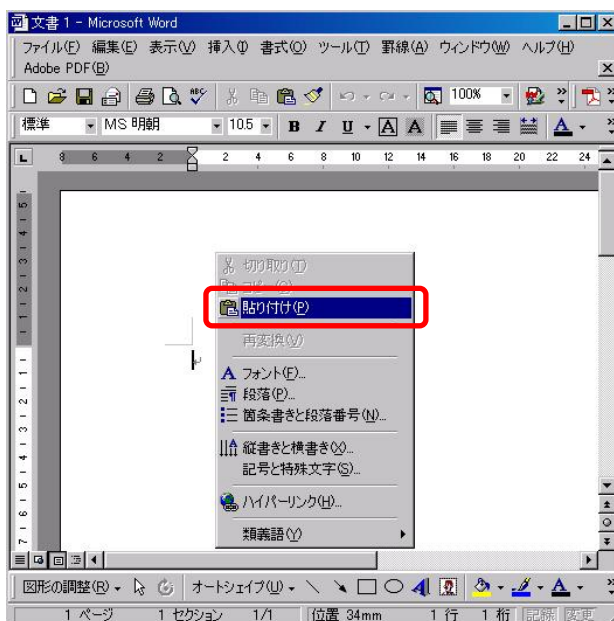 文書 1 - Microsoft Word
ファイル(F) 編集(E) 表示(V) 挿入(I) 書式(O) ツール(T) 罫線(A) ウィンドウ(W) ヘルプ(H)
Adobe PDF(B)
ABC
100%
標準 MS 明朝 10.5 B I U A A A
L 8 6 4 2 2 4 6 8 10 12 14 16 18 20 22 24
切り取り(T)
コピー(C)
貼り付け(P)
再変換(V)
A フォント(F)...
段落(P)...
箇条書きと段落番号(N)...
縦書きと横書き(X)...
記号と特殊文字(S)...
ハイパーリンク(H)...
類義語(Y)
図形の調整(R) オートシェイプ(U) A A
1 ページ 1 セクション 1/1 位置 34mm 1 行 1 桁 記録 変更